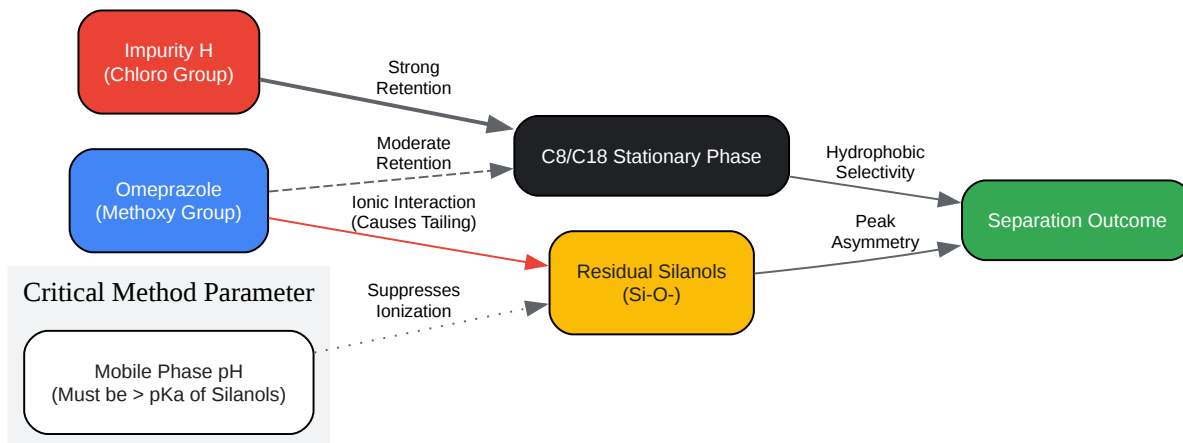 Impurity H
(Chloro Group)
Strong
Retention
Moderate
Retention
C8/C18 Stationary Phase
Hydrophobic
Selectivity
Omeprazole
(Methoxy Group)
Ionic Interaction
(Causes Tailing)
Separation Outcome
Peak
Asymmetry
Residual Silanols
(Si-O-)
Critical Method Parameter
Suppresses
Ionization
Mobile Phase pH
(Must be > pKa of Silanols)